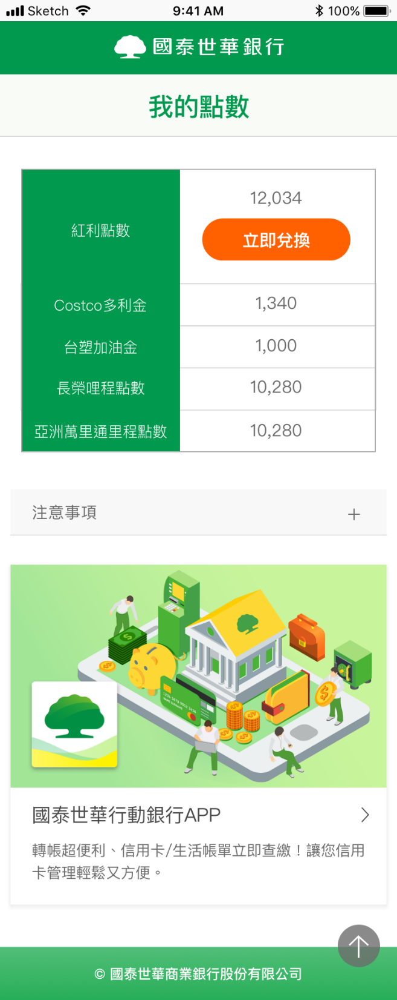 Sketch 9:41 AM 100%
國泰世華銀行
我的點數
紅利點數
12,034
立即兌換
Costco多利金 1,340
台塑加油金 1,000
長榮哩程點數 10,280
亞洲萬里通里程點數 10,280
注意事項 +
1234 5678 9012 3456
NAME SURNAME
國泰世華行動銀行APP
轉帳超便利、信用卡/生活帳單立即查繳！讓您信用
卡管理輕鬆又方便。
© 國泰世華商業銀行股份有限公司